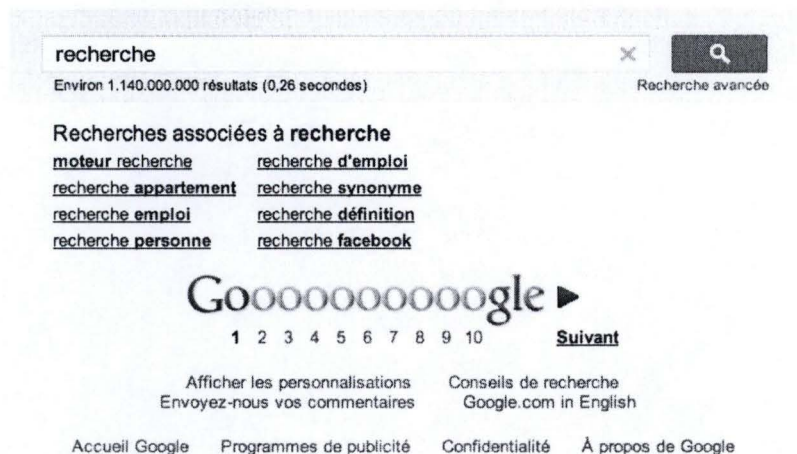 recherche ×
Environ 1.140.000.000 résultats (0,26 secondes) Recherche avancée
Recherches associées à recherche
moteur recherche recherche d'emploi
recherche appartement recherche synonyme
recherche emploi recherche définition
recherche personne recherche facebook
Goooooooooogle
1 2 3 4 5 6 7 8 9 10 Suivant
Afficher les personnalisations Conseils de recherche
Envoyez-nous vos commentaires Google.com in English
Accueil Google Programmes de publicité Confidentialité À propos de Google